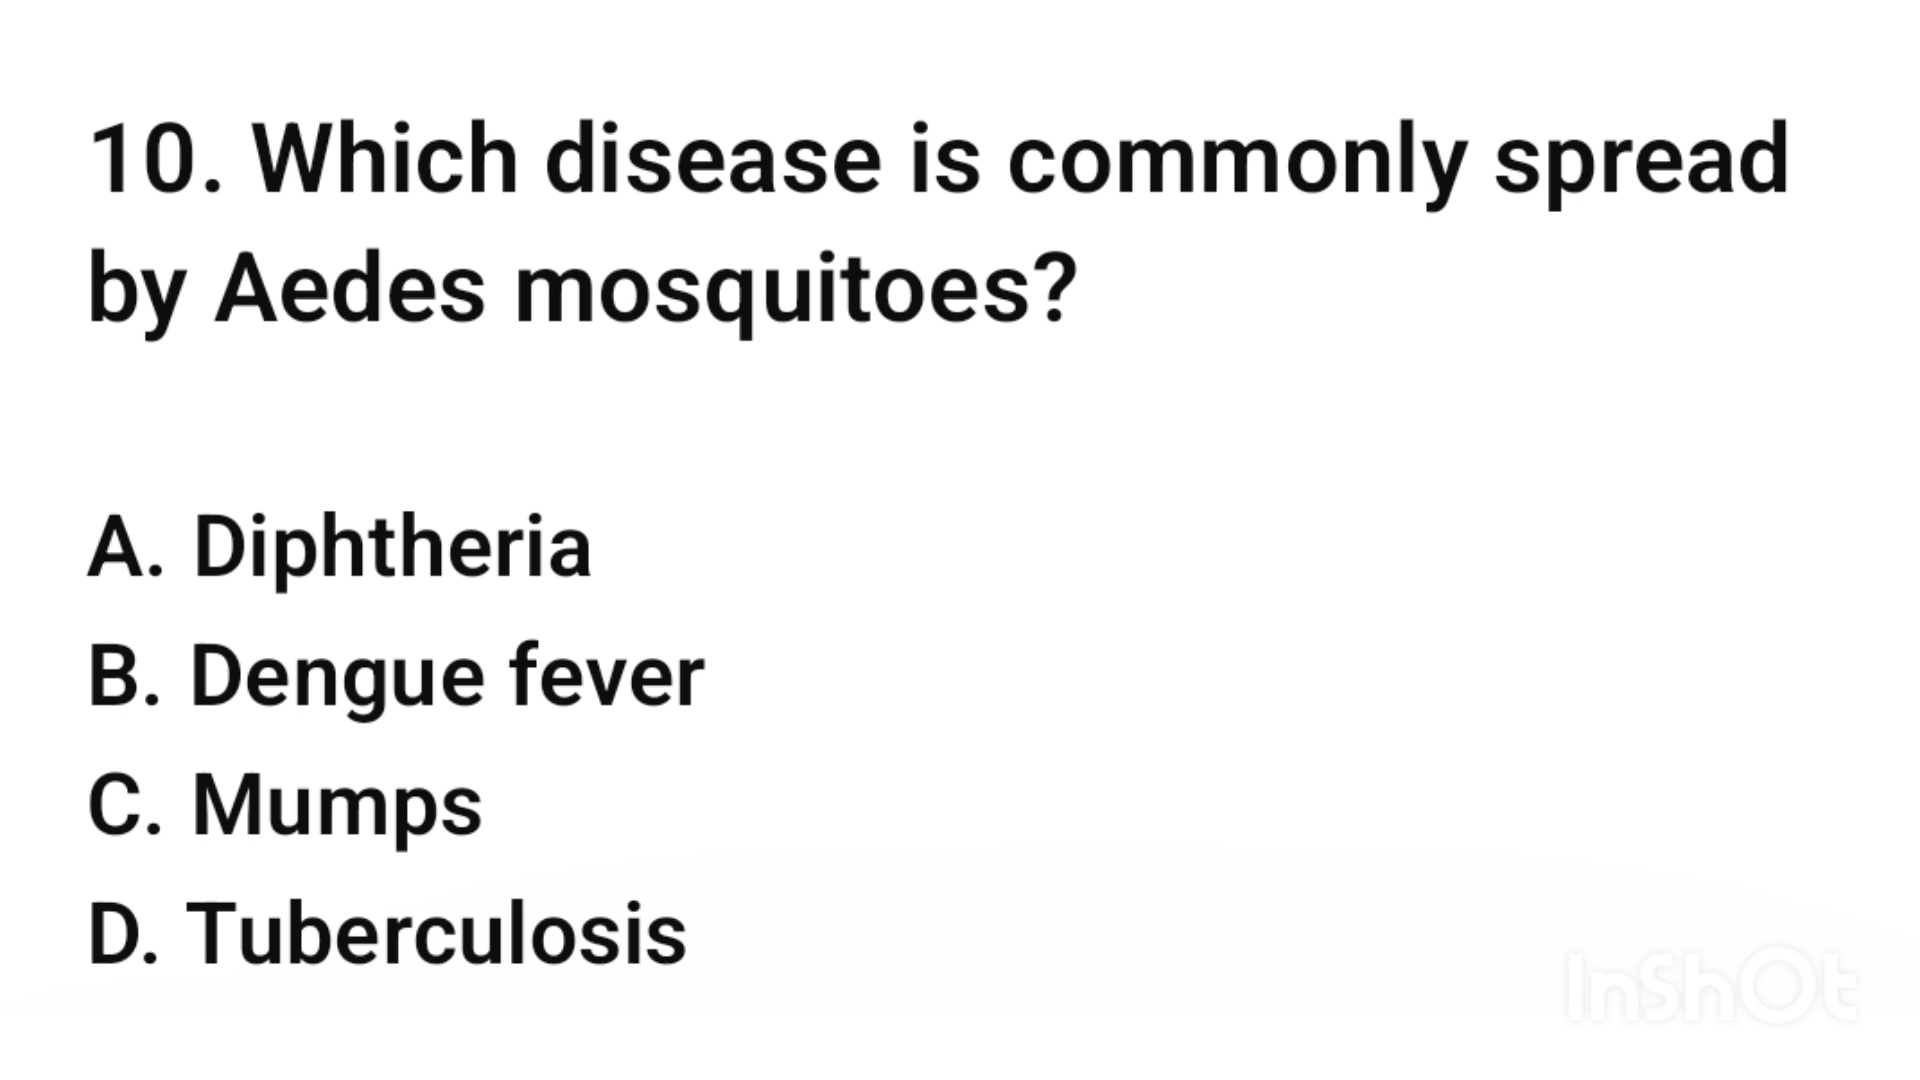 10. Which disease is commonly spread
by Aedes mosquitoes?
A. Diphtheria
B. Dengue fever
C. Mumps
D. Tuberculosis
InShOt